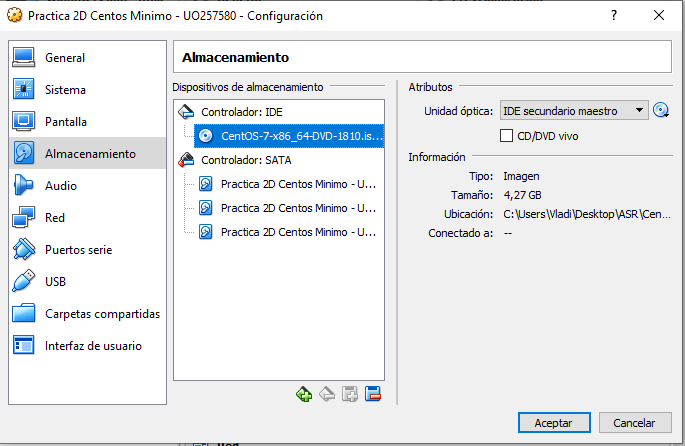 Practica 2D Centos Minimo - UO257580 - Configuración
General
Sistema
Pantalla
Almacenamiento
Audio
Red
Puertos serie
USB
Carpetas compartidas
Interfaz de usuario
Almacenamiento
Dispositivos de almacenamiento
Controlador: IDE
CentOS-7-x86_64-DVD-1810.is...
Controlador: SATA
Practica 2D Centos Minimo - U...
Practica 2D Centos Minimo - U...
Practica 2D Centos Minimo - U...
Atributos
Unidad óptica: IDE secundario maestro
CD/DVD vivo
Información
Tipo: Imagen
Tamaño: 4,27 GB
Ubicación: C:\Users\Vladi\Desktop\ASR\Cen...
Conectado a: --
Aceptar Cancelar